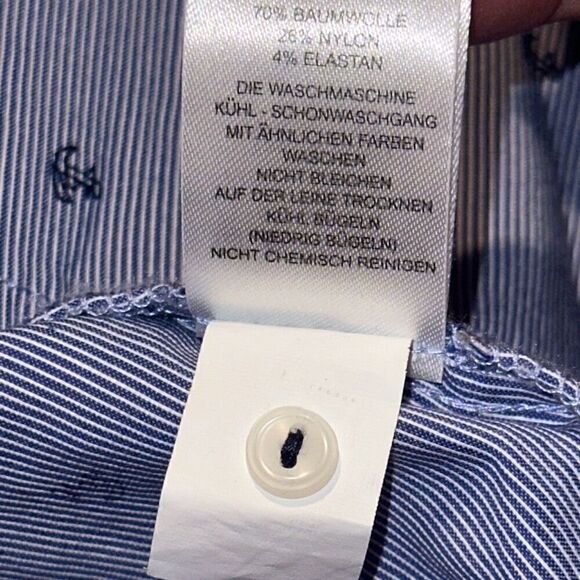 70% BAUMWOLLE
26% NYLON
4% ELASTAN
DIE WASCHMASCHINE
KÜHL - SCHONWASCHGANG
MIT ÄHNLICHEN FARBEN
WASCHEN
NICHT BLEICHEN
AUF DER LEINE TROCKNEN
KÜHL BÜGELN
(NIEDRIG BÜGELN)
NICHT CHEMISCH REINIGEN